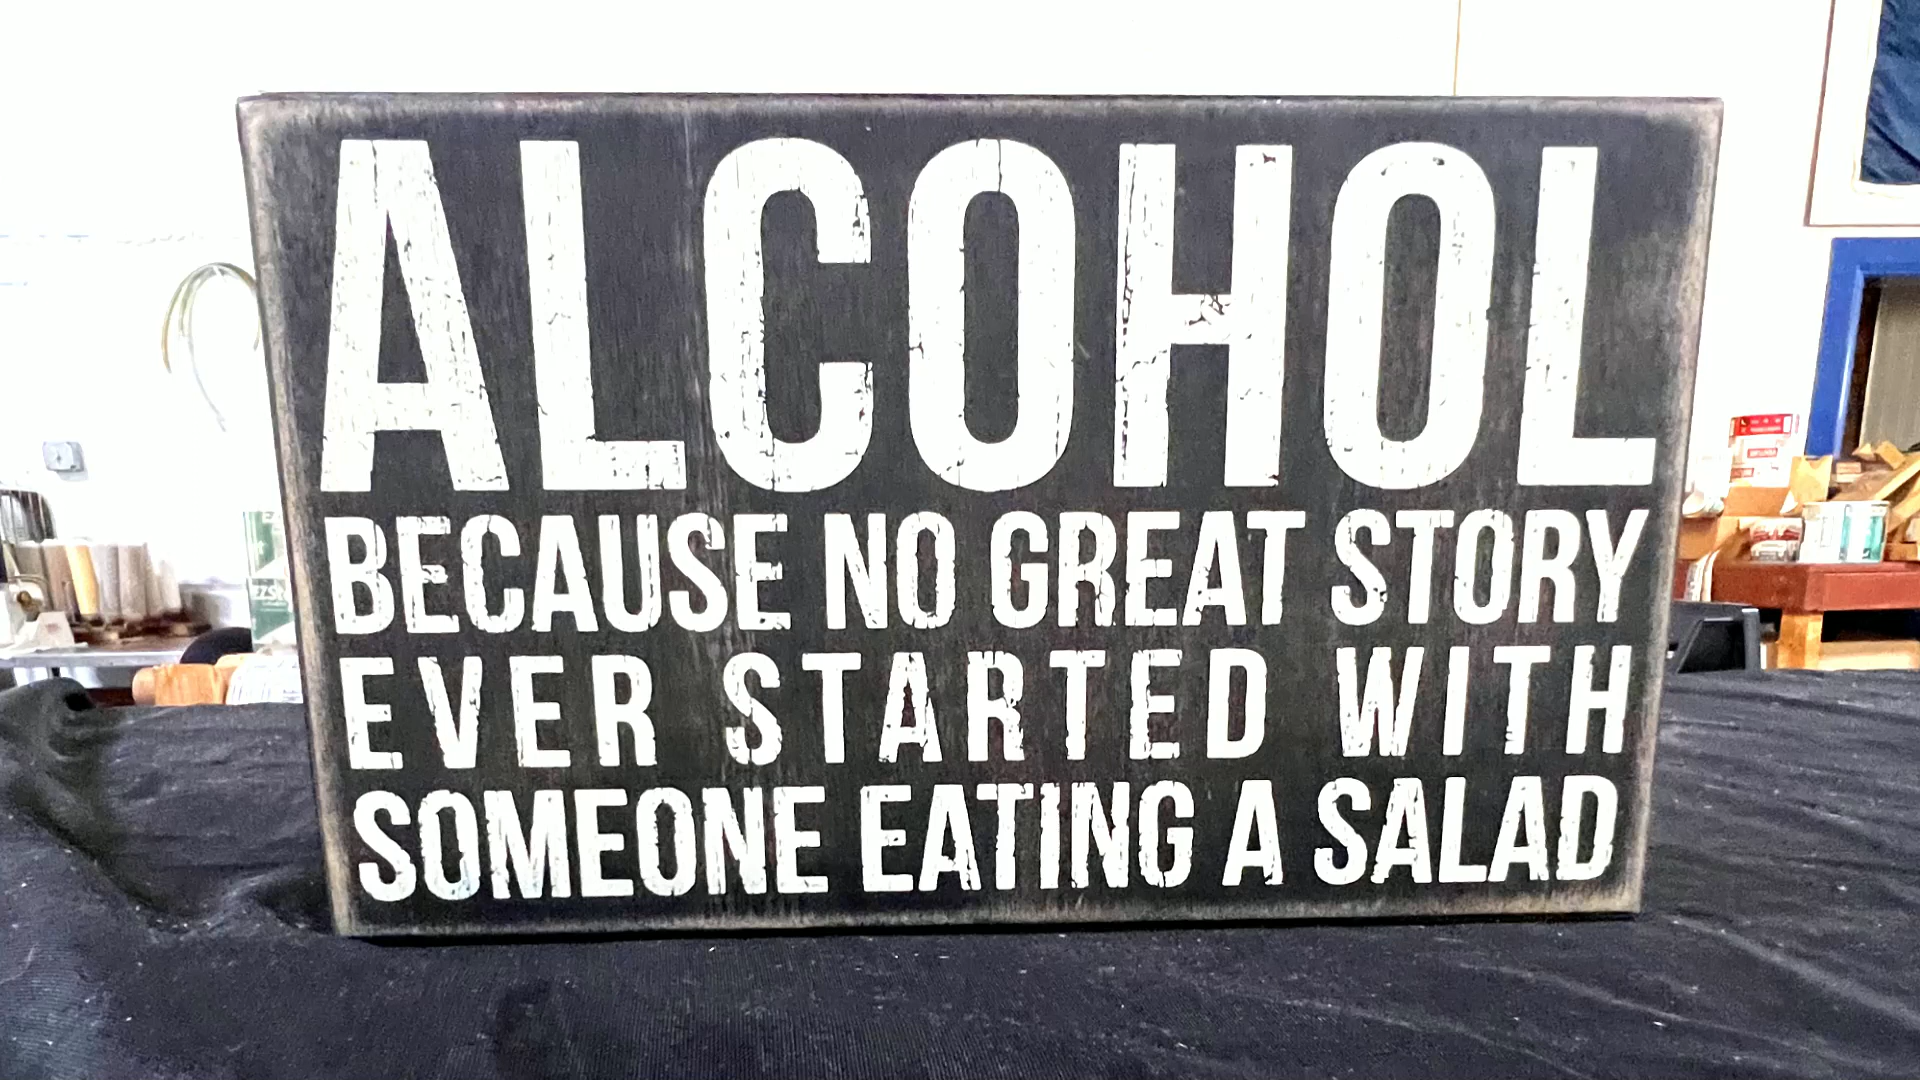 ALCOHOL
BECAUSE NO GREAT STORY
EVER STARTED WITH
SOMEONE EATING A SALAD